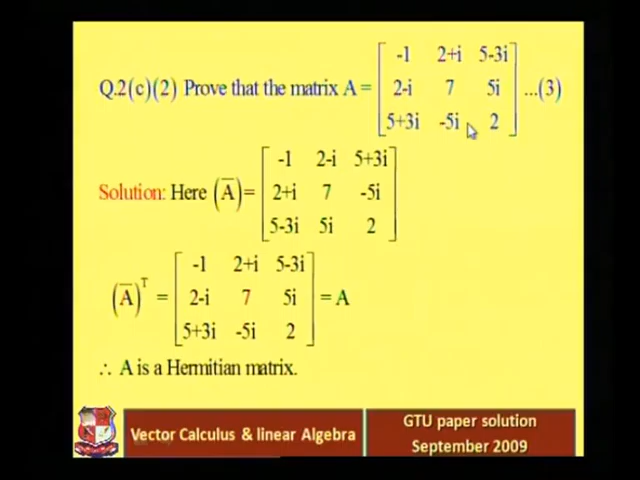 -1 2+i 5-3i
Q.2(c)(2) Prove that the matrix A = 2-i 7 5i ...(3)
5+3i -5i 2
-1 2-i 5+3i
Solution: Here (A̅) = 2+i 7 -5i
5-3i 5i 2
-1 2+i 5-3i
(A̅)ᵀ = 2-i 7 5i = A
5+3i -5i 2
∴ A is a Hermitian matrix.
Vector Calculus & linear Algebra
GTU paper solution
September 2009